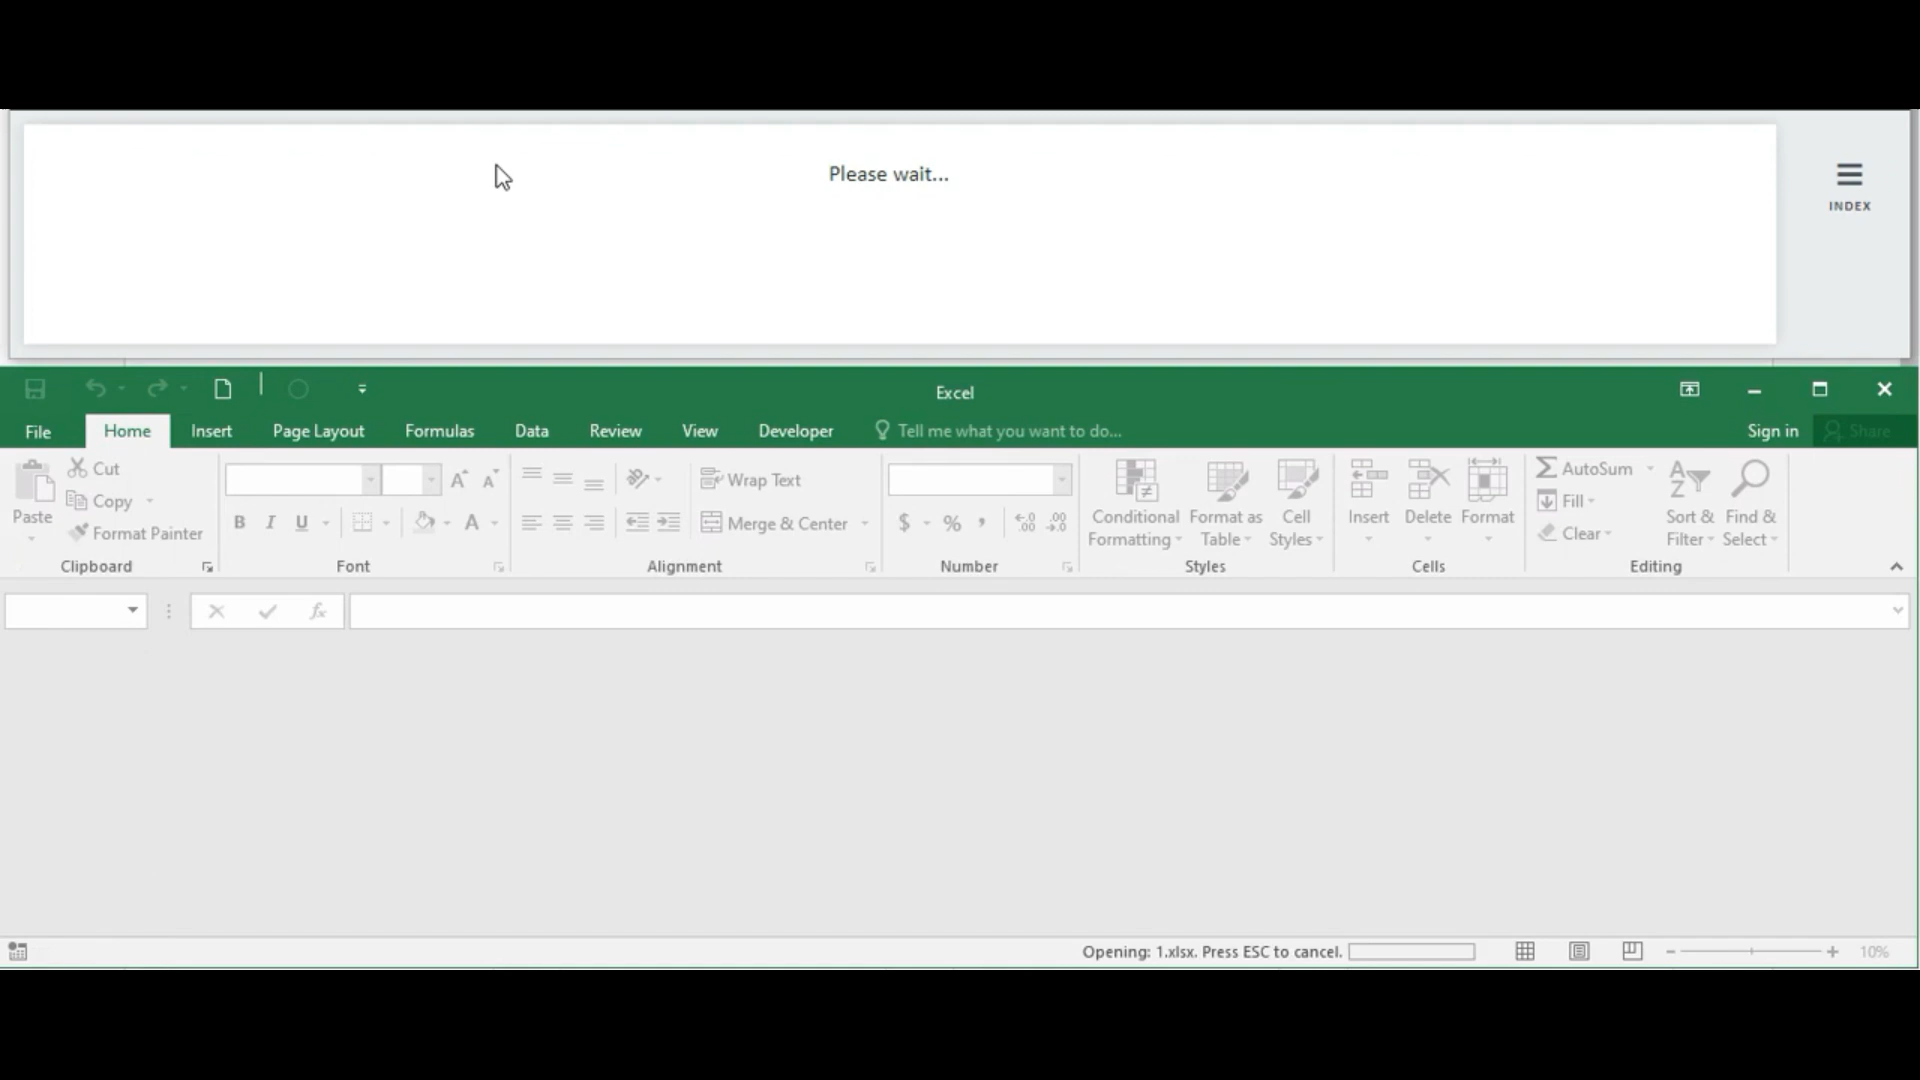 Please wait...
INDEX
Excel
File Home Insert Page Layout Formulas Data Review View Developer Tell me what you want to do... Sign in Share
Paste Cut Copy Format Painter
Clipboard
B I U A
Font
Wrap Text
Merge & Center
Alignment
$ % ,
Number
Conditional Formatting Format as Table Cell Styles
Styles
Insert Delete Format
Cells
AutoSum
Fill
Clear
Sort & Filter Find & Select
Editing
fx
Opening: 1.xlsx. Press ESC to cancel. 10%